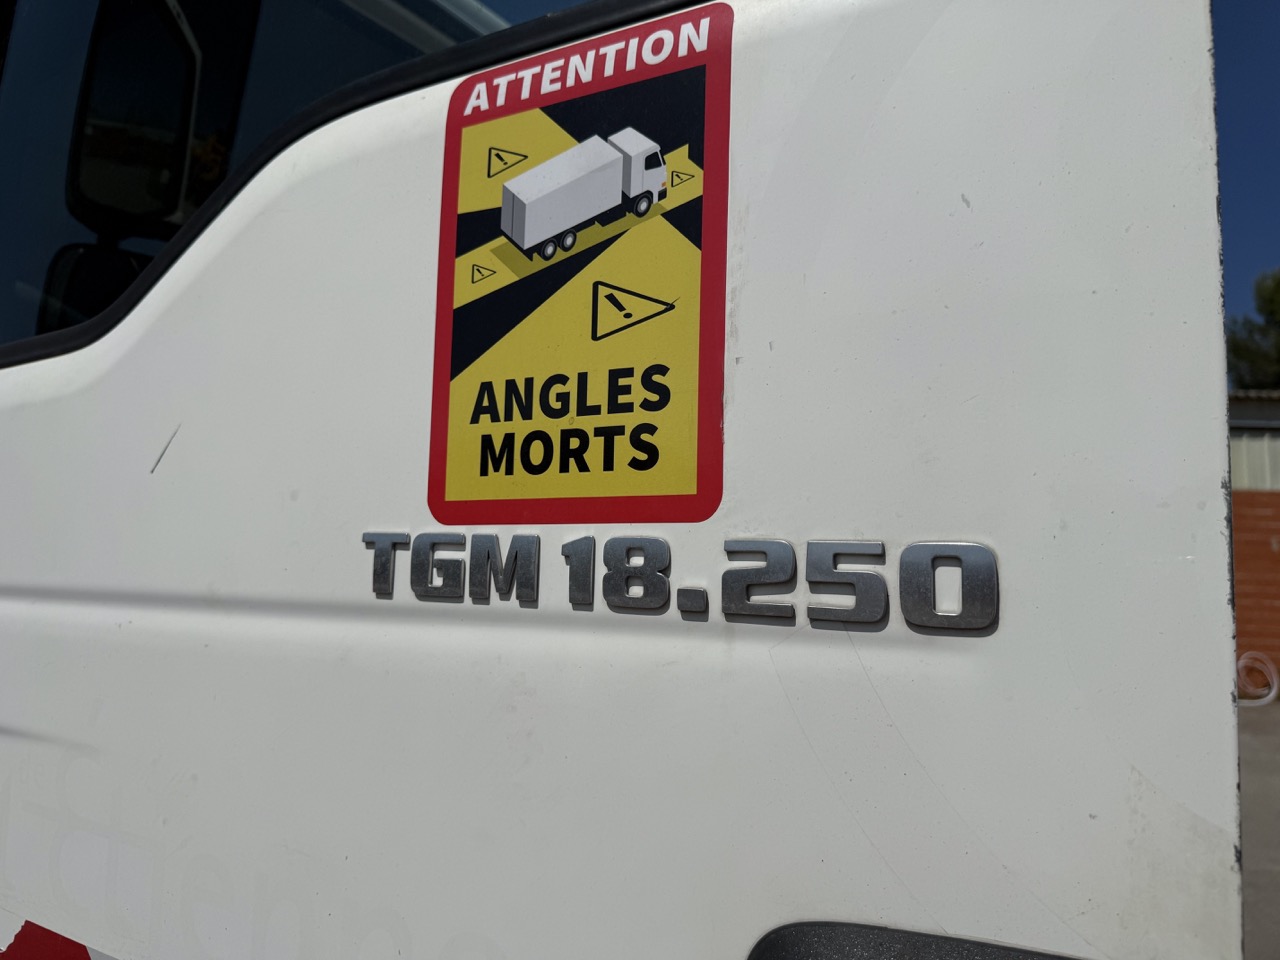 ATTENTION
ANGLES
MORTS
TGM 18.250